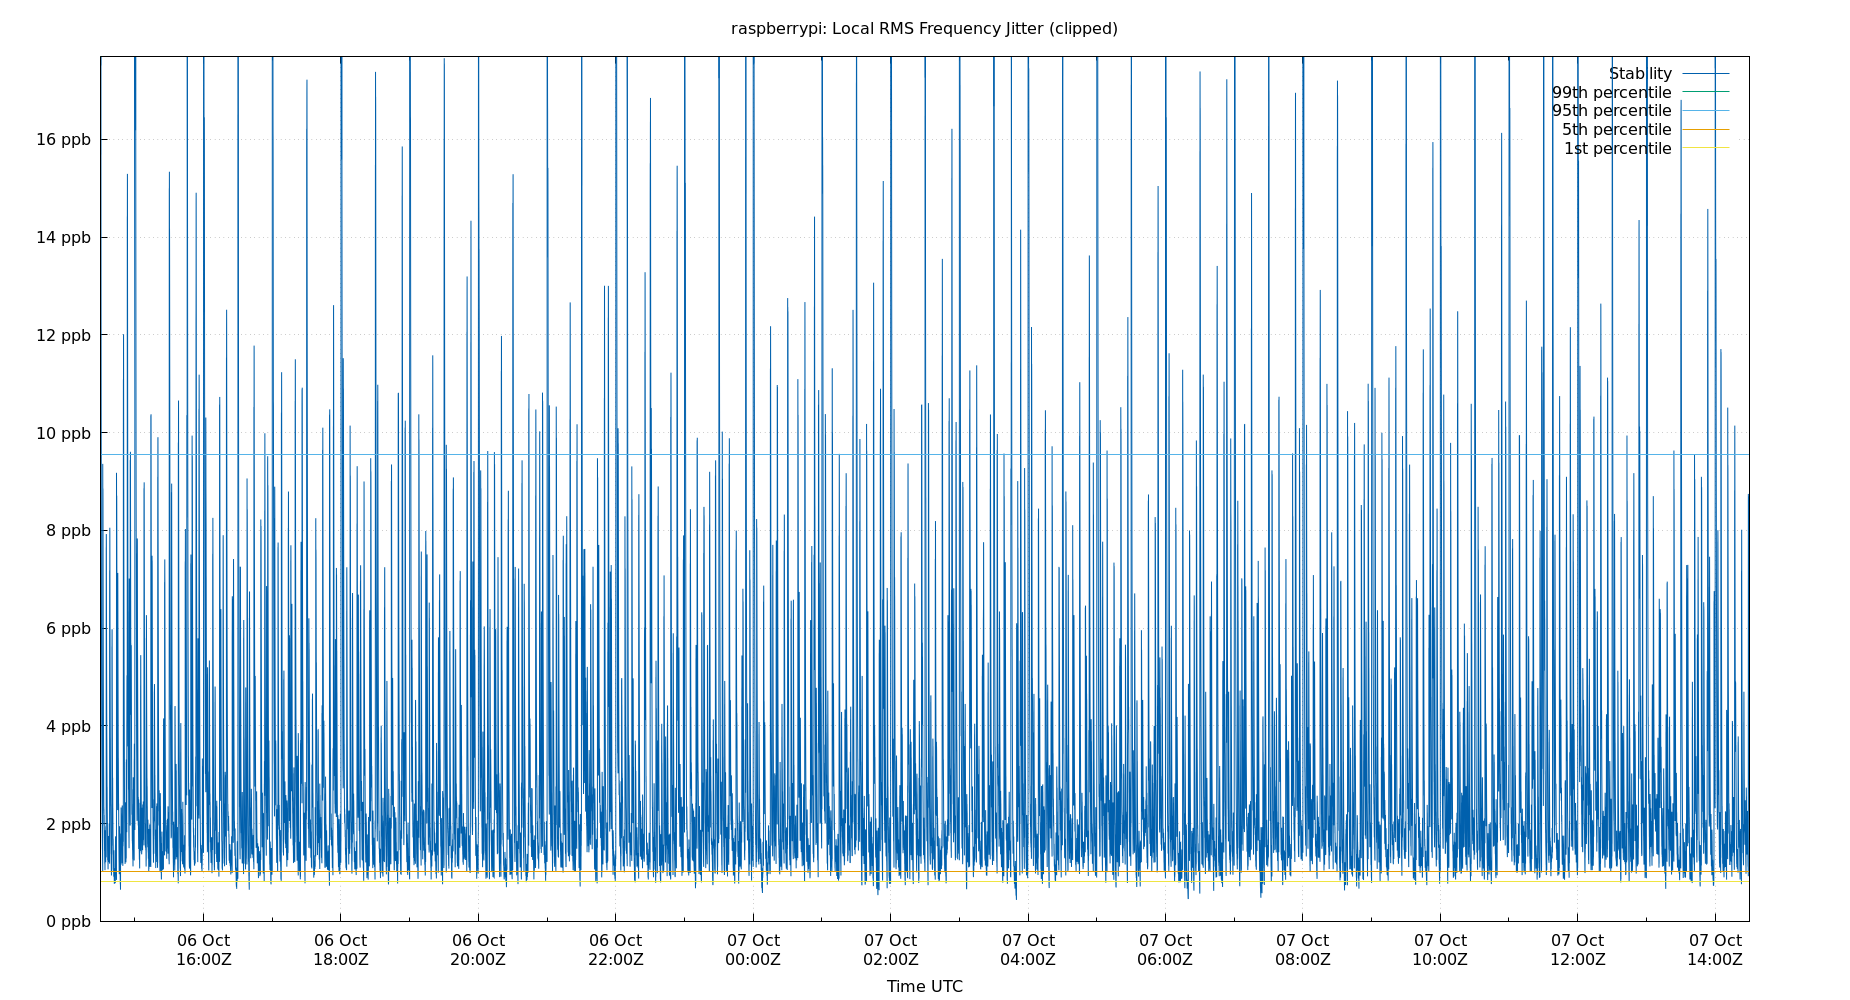 raspberrypi: Local RMS Frequency Jitter (clipped)
Stability
99th percentile
95th percentile
5th percentile
1st percentile
16 ppb
14 ppb
12 ppb
10 ppb
8 ppb
6 ppb
4 ppb
2 ppb
0 ppb
06 Oct 06 Oct 06 Oct 06 Oct 07 Oct 07 Oct 07 Oct 07 Oct 07 Oct 07 Oct 07 Oct 07 Oct
16:00Z 18:00Z 20:00Z 22:00Z 00:00Z 02:00Z 04:00Z 06:00Z 08:00Z 10:00Z 12:00Z 14:00Z
Time UTC